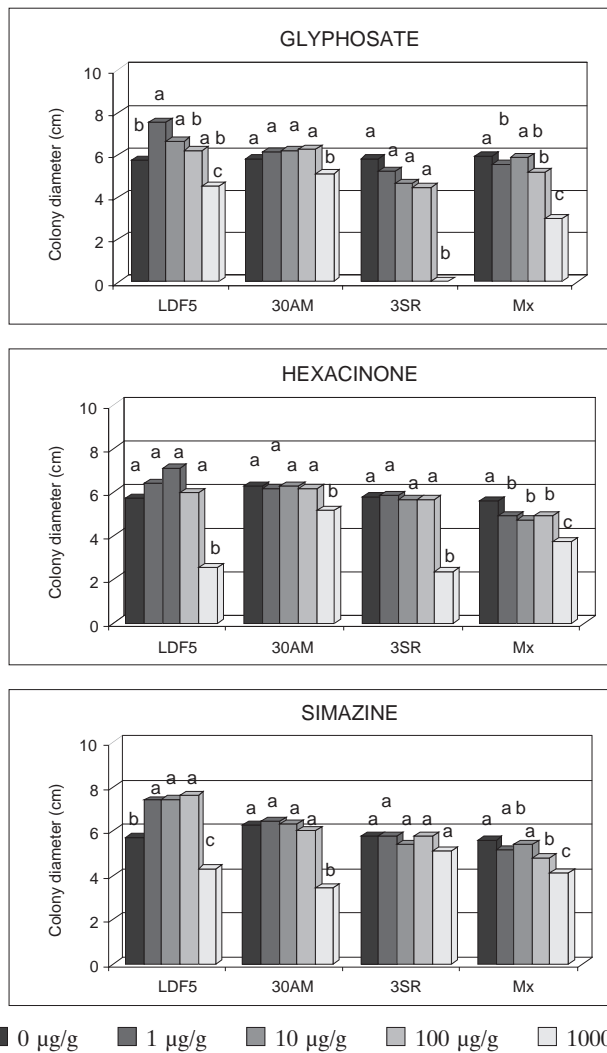 GLYPHOSATE
Colony diameter (cm)
10
8
6
4
2
0
b a a b a b c
a a a a b
a a a a b
a b a b b c
LDF5 30AM 3SR Mx
HEXACINONE
Colony diameter (cm)
10
8
6
4
2
0
a a a a b
a a a a b
a a a a b
a b b b c
LDF5 30AM 3SR Mx
SIMAZINE
Colony diameter (cm)
10
8
6
4
2
0
b a a a c
a a a a b
a a a a a
a a b a b c
LDF5 30AM 3SR Mx
0 µg/g 1 µg/g 10 µg/g 100 µg/g 1000